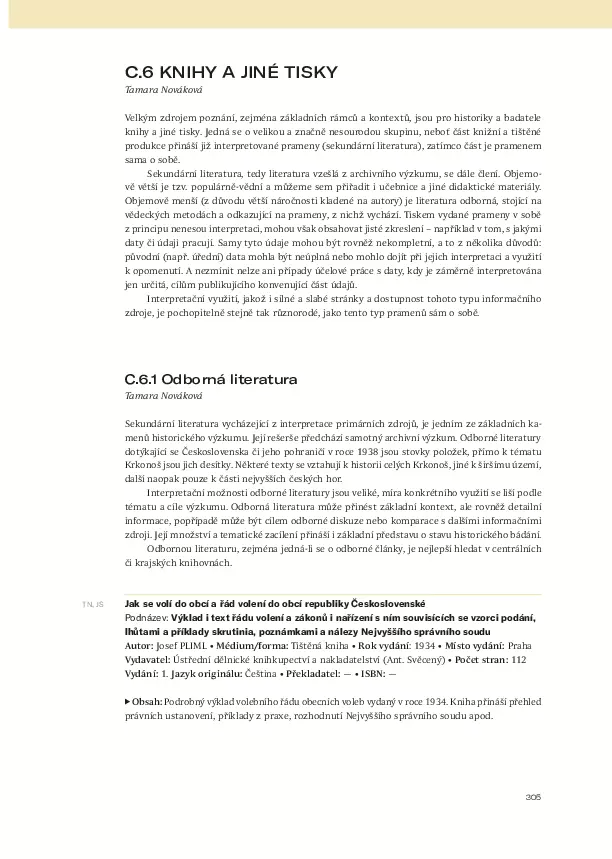 C.6 KNIHY A JINÉ TISKY
Tamara Nováková
Velkým zdrojem poznání, zejména základních rámců a kontextů, jsou pro historiky a badatele
knihy a jiné tisky. Jedná se o velikou a značně nesourodou skupinu, neboť část knižní a tištěné
produkce přináší již interpretované prameny (sekundární literatura), zatímco část je pramenem
sama o sobě.
Sekundární literatura, tedy literatura vzešlá z archivního výzkumu, se dále člení. Objemo-
vě větší je tzv. populárně-vědní a můžeme sem přiřadit i učebnice a jiné didaktické materiály.
Objemově menší (z důvodu větší náročnosti kladené na autory) je literatura odborná, stojící na
vědeckých metodách a odkazující na prameny, z nichž vychází. Tiskem vydané prameny v sobě
z principu nenesou interpretaci, mohou však obsahovat jisté zkreslení – například v tom, s jakými
daty či údaji pracují. Samy tyto údaje mohou být rovněž nekompletní, a to z několika důvodů:
původní (např. úřední) data mohla být neúplná nebo mohlo dojít při jejich interpretaci a využití
k opomenutí. A nezmínit nelze ani případy účelové práce s daty, kdy je záměrně interpretována
jen určitá, cílům publikujícího konvenující část údajů.
Interpretační využití, jakož i silné a slabé stránky a dostupnost tohoto typu informačního
zdroje, je pochopitelně stejně tak různorodé, jako tento typ pramenů sám o sobě.
C.6.1 Odborná literatura
Tamara Nováková
Sekundární literatura vycházející z interpretace primárních zdrojů, je jedním ze základních ka-
menů historického výzkumu. Její rešerše předchází samotný archivní výzkum. Odborné literatury
dotýkající se Československa či jeho pohraničí v roce 1938 jsou stovky položek, přímo k tématu
Krkonoš jsou jich desítky. Některé texty se vztahují k historii celých Krkonoš, jiné k širšímu území,
další naopak pouze k části nejvyšších českých hor.
Interpretační možnosti odborné literatury jsou veliké, míra konkrétního využití se liší podle
tématu a cíle výzkumu. Odborná literatura může přinést základní kontext, ale rovněž detailní
informace, popřípadě může být cílem odborné diskuze nebo komparace s dalšími informačními
zdroji. Její množství a tematické zacílení přináší i základní představu o stavu historického bádání.
Odbornou literaturu, zejména jedná-li se o odborné články, je nejlepší hledat v centrálních
či krajských knihovnách.
TN, JS
Jak se volí do obcí a řád volení do obcí republiky Československé
Podnázev: Výklad i text řádu volení a zákonů i nařízení s ním souvisících se vzorci podání,
lhůtami a příklady skrutinia, poznámkami a nálezy Nejvyššího správního soudu
Autor: Josef PLIML • Médium/forma: Tištěná kniha • Rok vydání: 1934 • Místo vydání: Praha
Vydavatel: Ústřední dělnické knihkupectví a nakladatelství (Ant. Svěcený) • Počet stran: 112
Vydání: 1. Jazyk originálu: Čeština • Překladatel: — • ISBN: —
▶ Obsah: Podrobný výklad volebního řádu obecních voleb vydaný v roce 1934. Kniha přináší přehled
právních ustanovení, příklady z praxe, rozhodnutí Nejvyššího správního soudu apod.
305